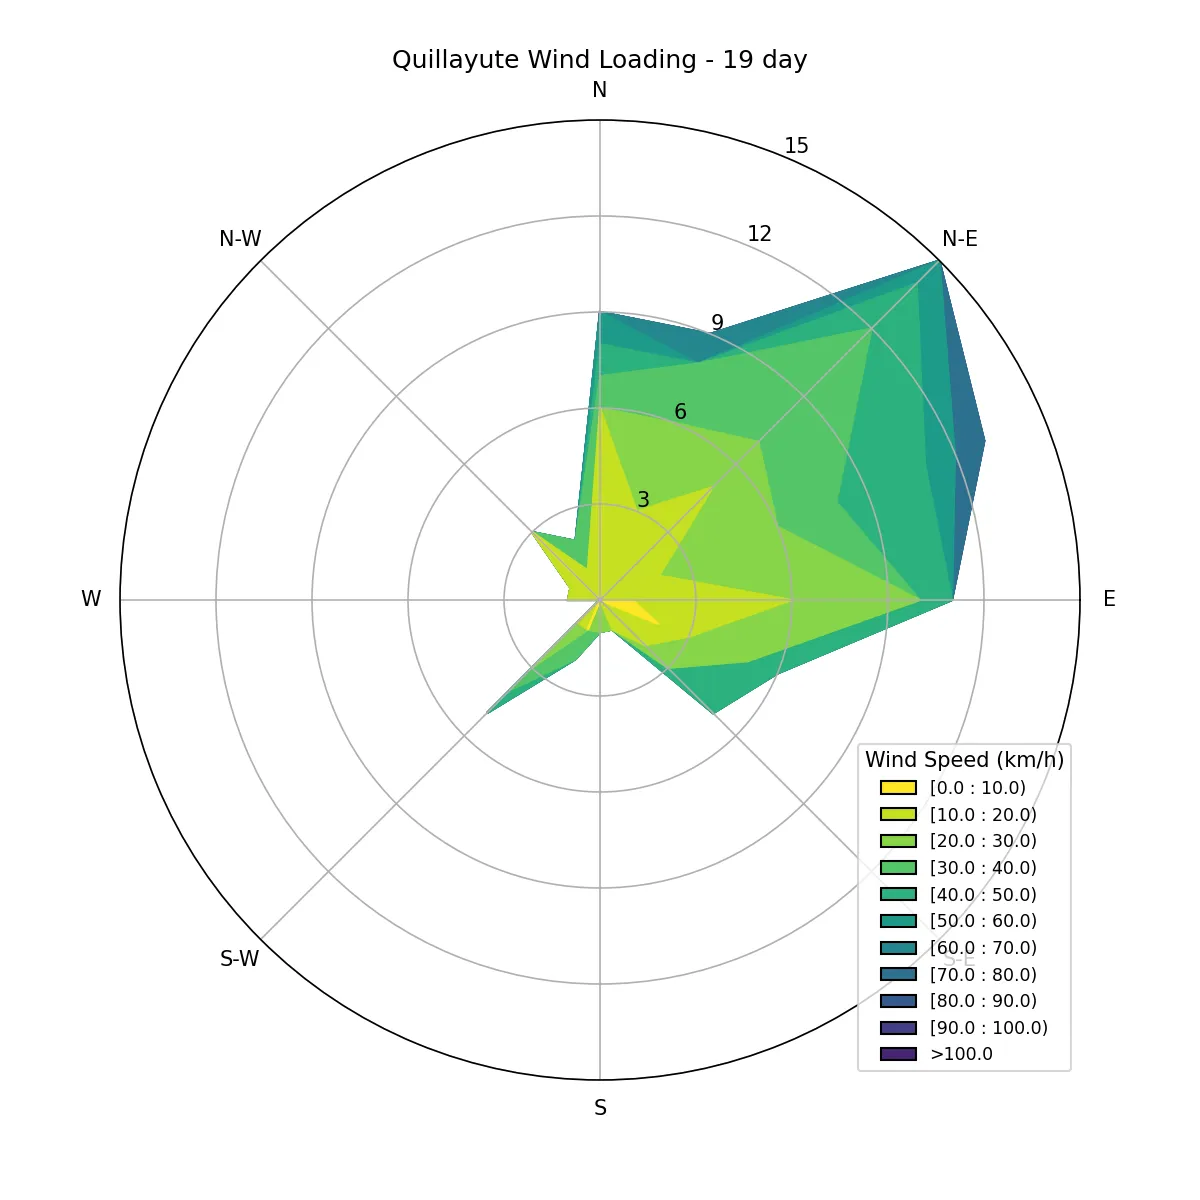 Quillayute Wind Loading - 19 day
N
15
12
N-W
N-E
9
6
3
W
E
Wind Speed (km/h)
[0.0 : 10.0)
[10.0 : 20.0)
[20.0 : 30.0)
[30.0 : 40.0)
[40.0 : 50.0)
[50.0 : 60.0)
[60.0 : 70.0)
S-W
S-E
[70.0 : 80.0)
[80.0 : 90.0)
[90.0 : 100.0)
>100.0
S